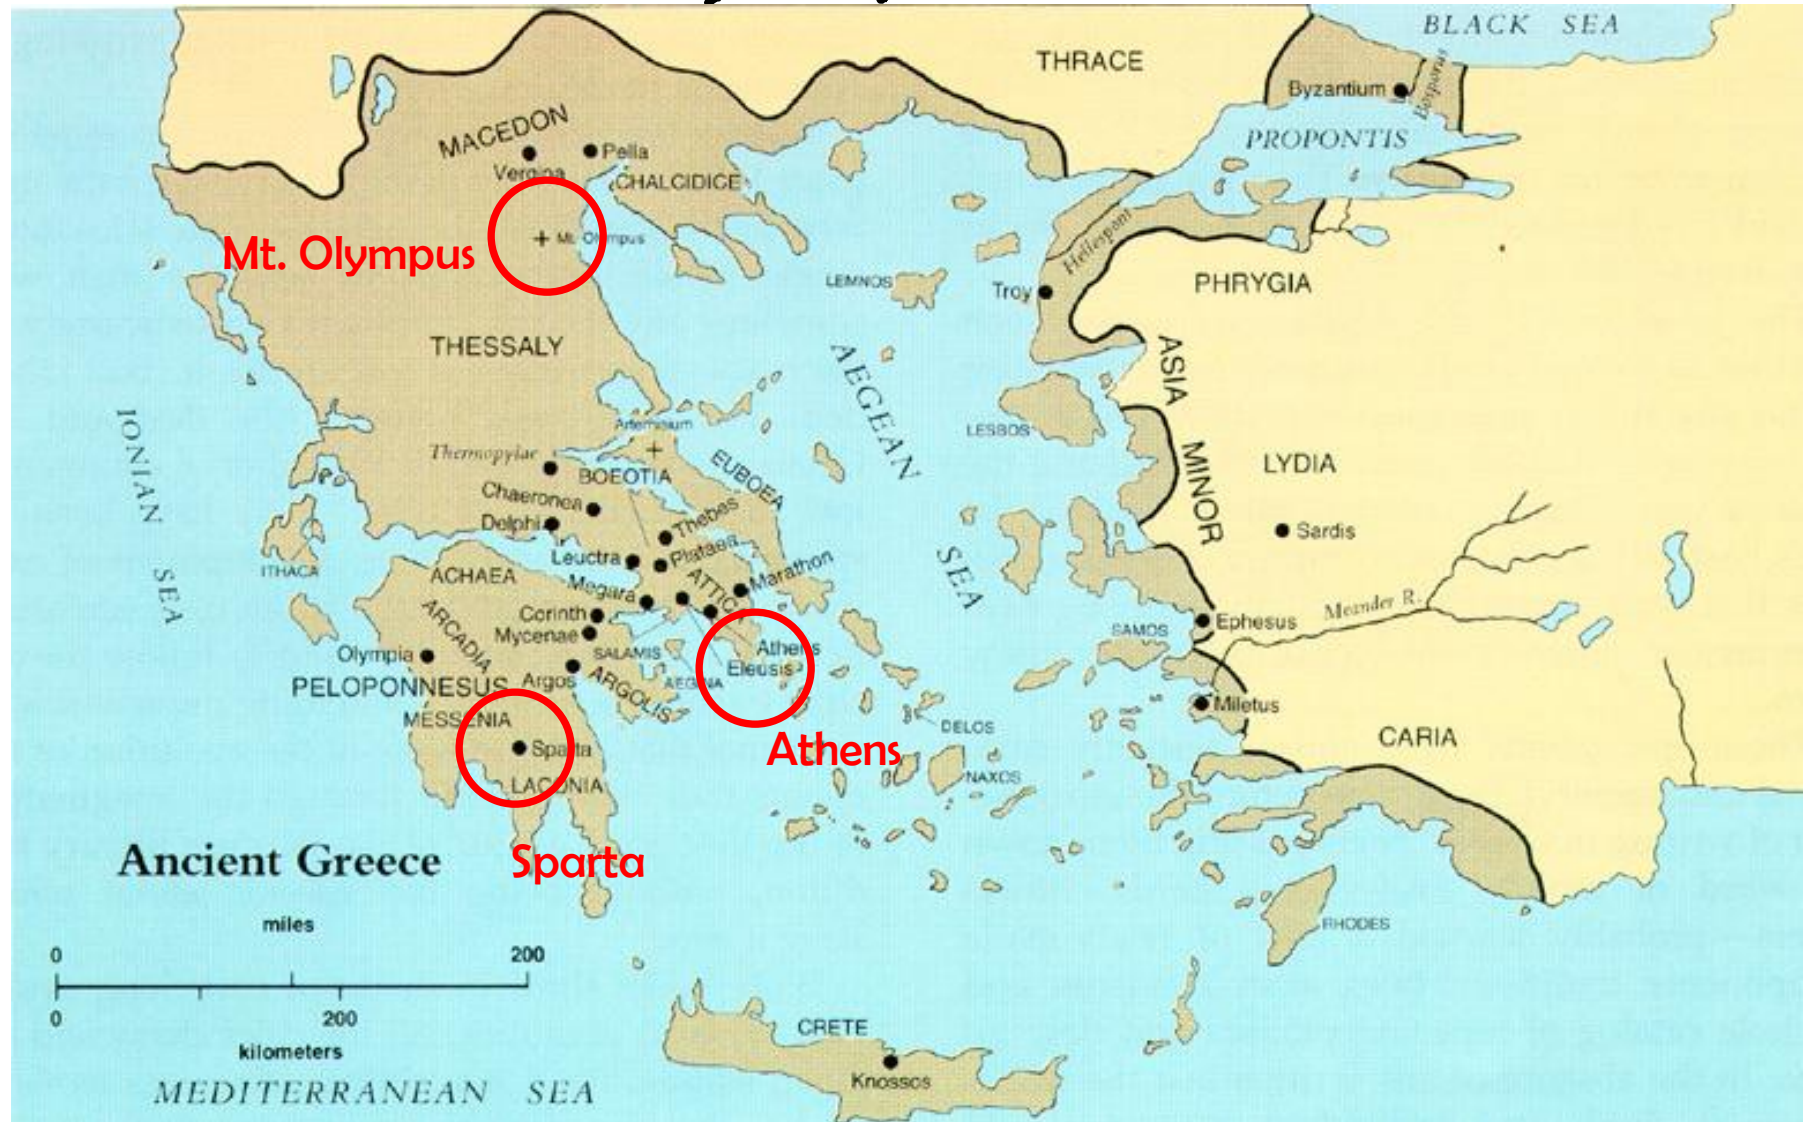 BLACK SEA
THRACE
Byzantium
Bosporus
PROPONTIS
MACEDON
Pella
Vergina
CHALCIDICE
Mt. Olympus
Mt. Olympus
Hellespont
LEMNOS
Troy
PHRYGIA
THESSALY
AEGEAN
SEA
ASIA
MINOR
IONIAN
SEA
Artemisium
LESBOS
Thermopylae
BOEOTIA
EUBOEA
LYDIA
Chaeronea
Delphi
Thebes
Sardis
Leuctra
Plataea
ITHACA
ACHAEA
Megara
ATTICA
Marathon
ARCADIA
Corinth
Mycenae
Meander R.
Ephesus
SAMOS
Olympia
SALAMIS
Athens
Eleusis
PELOPONNESUS
Argos
ARGOLIS
AEGINA
MESSENIA
Miletus
DELOS
CARIA
Sparta
Athens
LACONIA
NAXOS
Ancient Greece
Sparta
miles
0 200
0 200
kilometers
RHODES
CRETE
Knossos
MEDITERRANEAN SEA